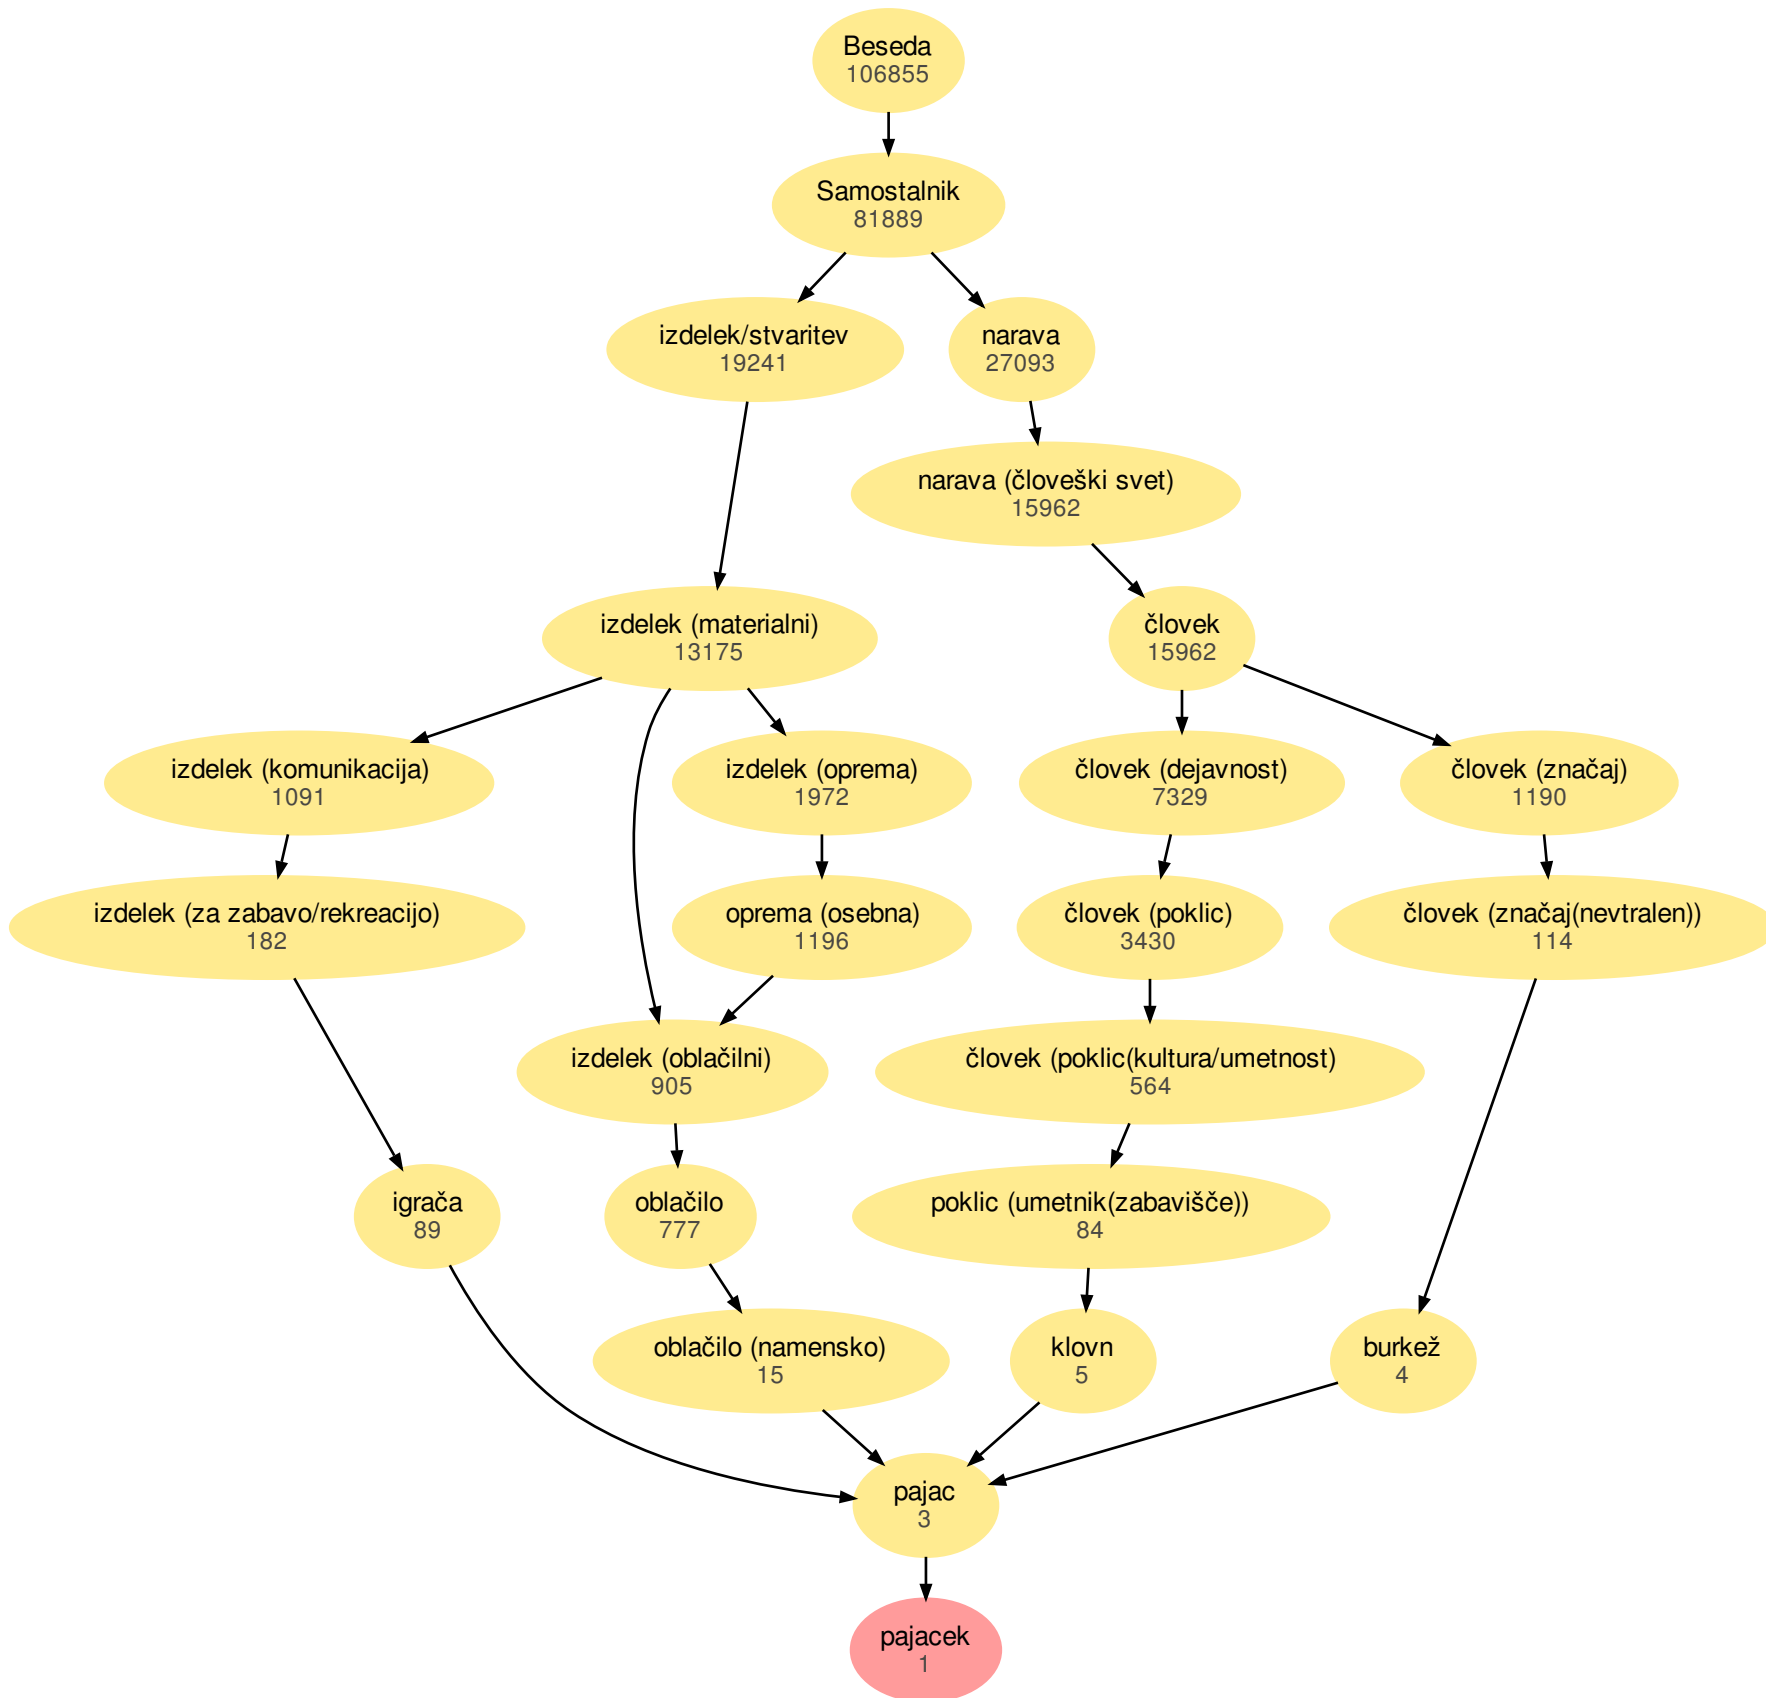 Beseda
106855
Samostalnik
81889
izdelek/stvaritev
19241
narava
27093
narava (človeški svet)
15962
izdelek (materialni)
13175
človek
15962
izdelek (komunikacija)
1091
izdelek (oprema)
1972
človek (dejavnost)
7329
človek (značaj)
1190
izdelek (za zabavo/rekreacijo)
182
oprema (osebna)
1196
človek (poklic)
3430
človek (značaj(nevtralen))
114
izdelek (oblačilni)
905
človek (poklic(kultura/umetnost)
564
igrača
89
oblačilo
777
poklic (umetnik(zabavišče))
84
oblačilo (namensko)
15
klovn
5
burkež
4
pajac
3
pajacek
1